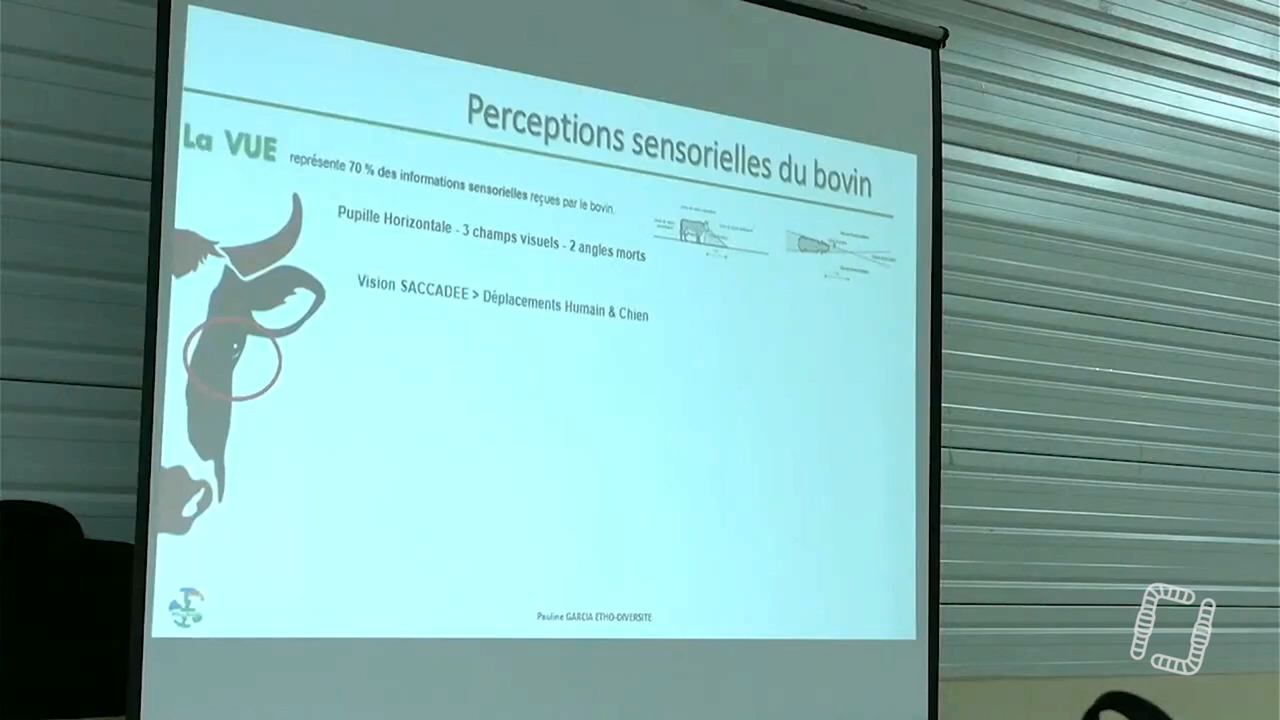 Perceptions sensorielles du bovin
La VUE représente 70 % des informations sensorielles reçues par le bovin.
Pupille Horizontale - 3 champs visuels - 2 angles morts
Vision SACCADEE > Déplacements Humain & Chien
Pauline GARCIA ETHO-DIVERSITE